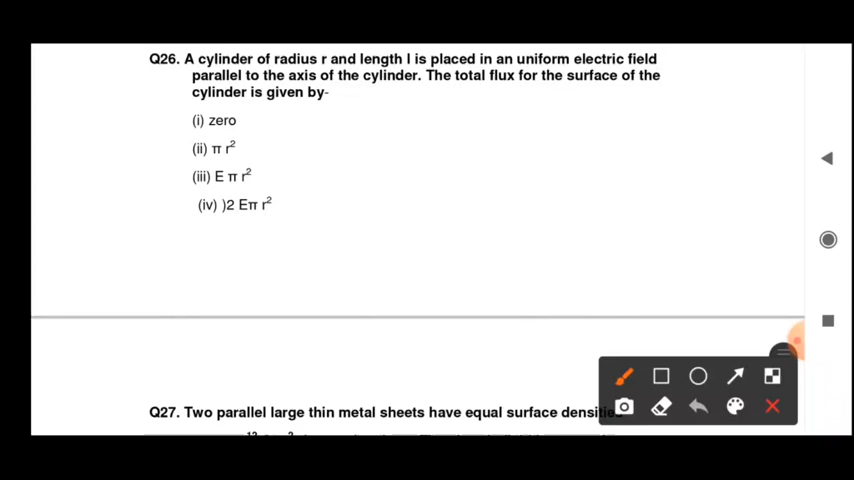 Q26. A cylinder of radius r and length l is placed in an uniform electric field
parallel to the axis of the cylinder. The total flux for the surface of the
cylinder is given by-
(i) zero
(ii) π r²
(iii) E π r²
(iv) )2 Eπ r²
Q27. Two parallel large thin metal sheets have equal surface densities